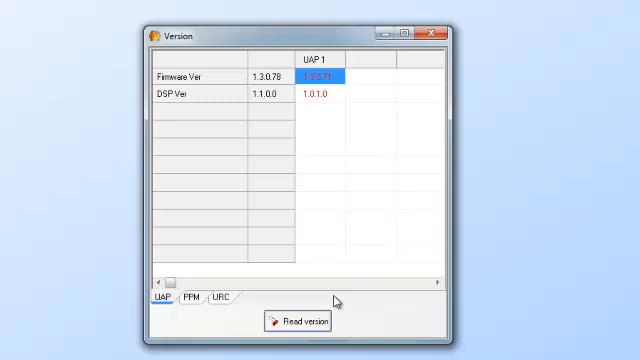 Version
UAP 1
Firmware Ver 1.3.0.78 1.3.0.71
DSP Ver 1.1.0.0 1.0.1.0
UAP PPM URC
Read version